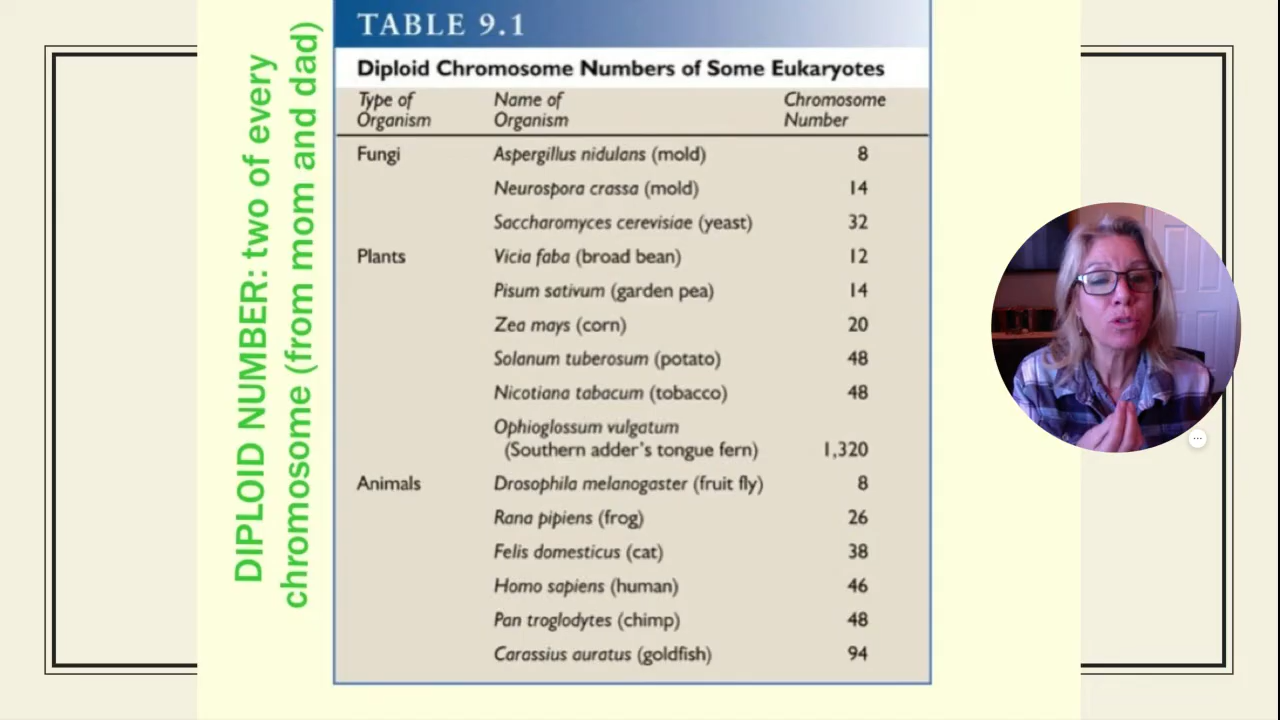 DIPLOID NUMBER: two of every
chromosome (from mom and dad)
TABLE 9.1
Diploid Chromosome Numbers of Some Eukaryotes
Type of Organism Name of Organism Chromosome Number
Fungi Aspergillus nidulans (mold) 8
Neurospora crassa (mold) 14
Saccharomyces cerevisiae (yeast) 32
Plants Vicia faba (broad bean) 12
Pisum sativum (garden pea) 14
Zea mays (corn) 20
Solanum tuberosum (potato) 48
Nicotiana tabacum (tobacco) 48
Ophioglossum vulgatum
(Southern adder's tongue fern) 1,320
Animals Drosophila melanogaster (fruit fly) 8
Rana pipiens (frog) 26
Felis domesticus (cat) 38
Homo sapiens (human) 46
Pan troglodytes (chimp) 48
Carassius auratus (goldfish) 94